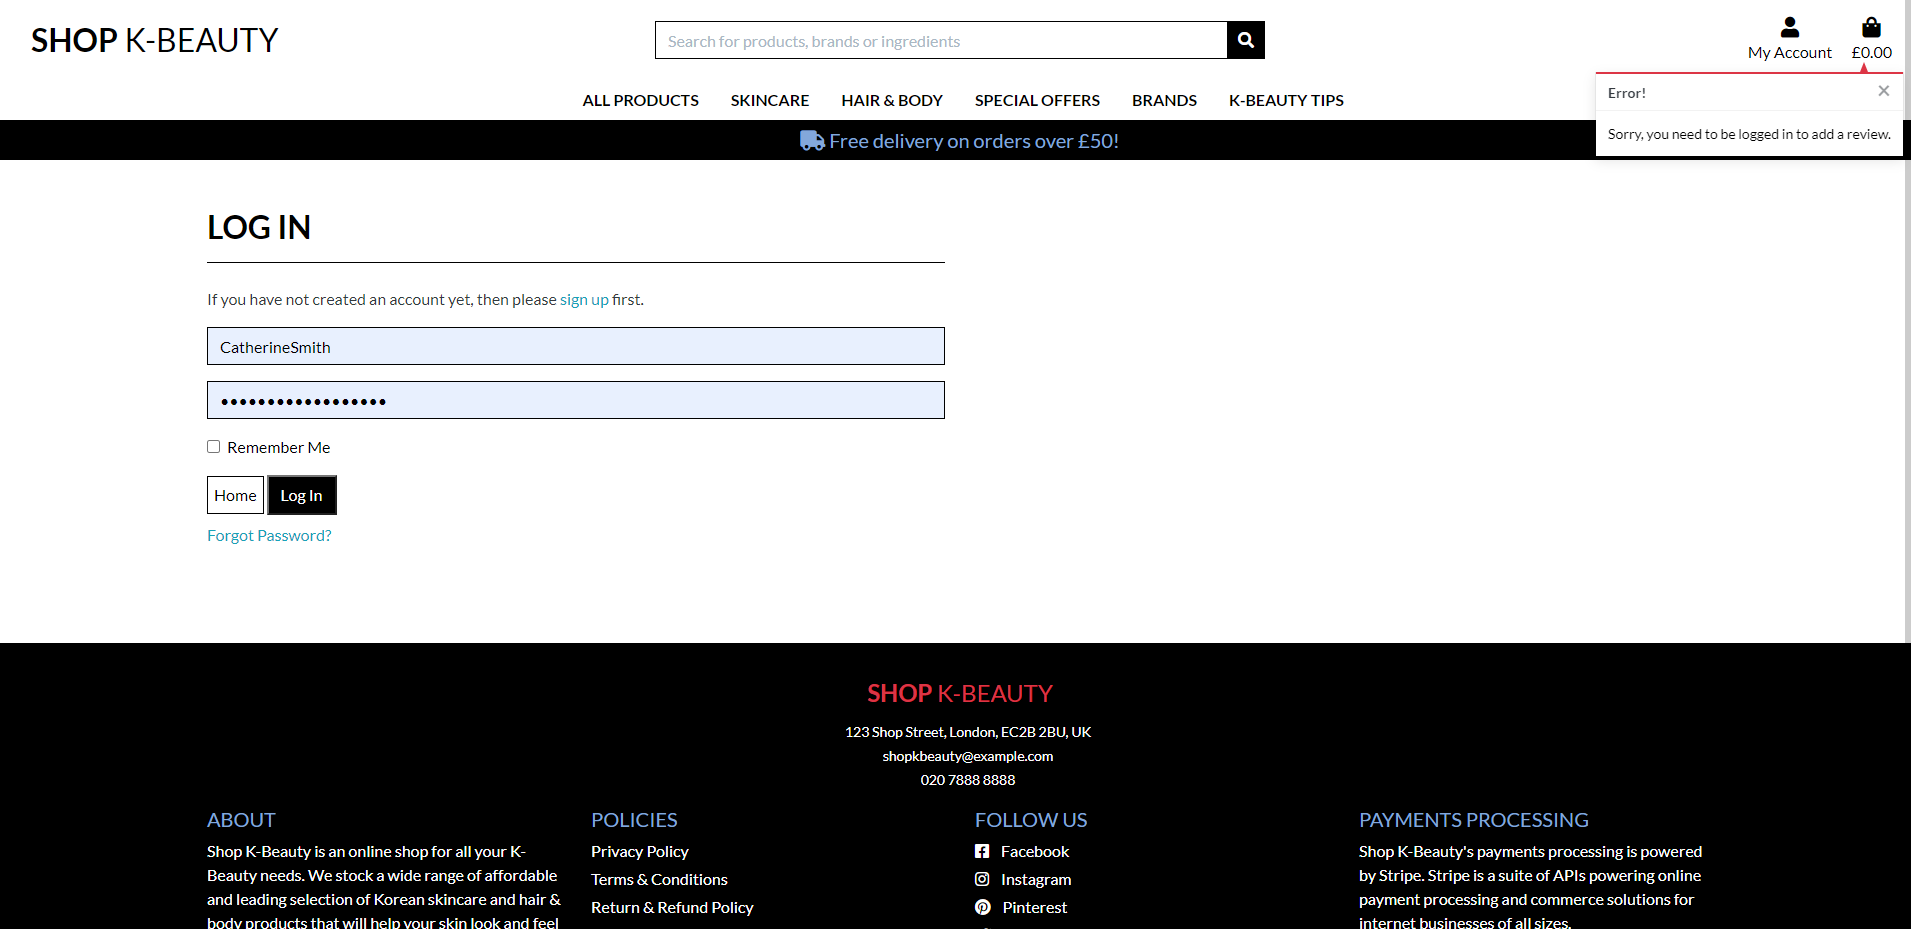 SHOP K-BEAUTY
Search for products, brands or ingredients
My Account
£0.00
ALL PRODUCTS SKINCARE HAIR & BODY SPECIAL OFFERS BRANDS K-BEAUTY TIPS
Error!
×
Sorry, you need to be logged in to add a review.
Free delivery on orders over £50!
LOG IN
If you have not created an account yet, then please sign up first.
CatherineSmith
••••••••••••••••••
Remember Me
Home Log In
Forgot Password?
SHOP K-BEAUTY
123 Shop Street, London, EC2B 2BU, UK
shopkbeauty@example.com
020 7888 8888
ABOUT
Shop K-Beauty is an online shop for all your K-
Beauty needs. We stock a wide range of affordable
and leading selection of Korean skincare and hair &
body products that will help your skin look and feel
POLICIES
Privacy Policy
Terms & Conditions
Return & Refund Policy
FOLLOW US
Facebook
Instagram
Pinterest
PAYMENTS PROCESSING
Shop K-Beauty's payments processing is powered
by Stripe. Stripe is a suite of APIs powering online
payment processing and commerce solutions for
internet businesses of all sizes.